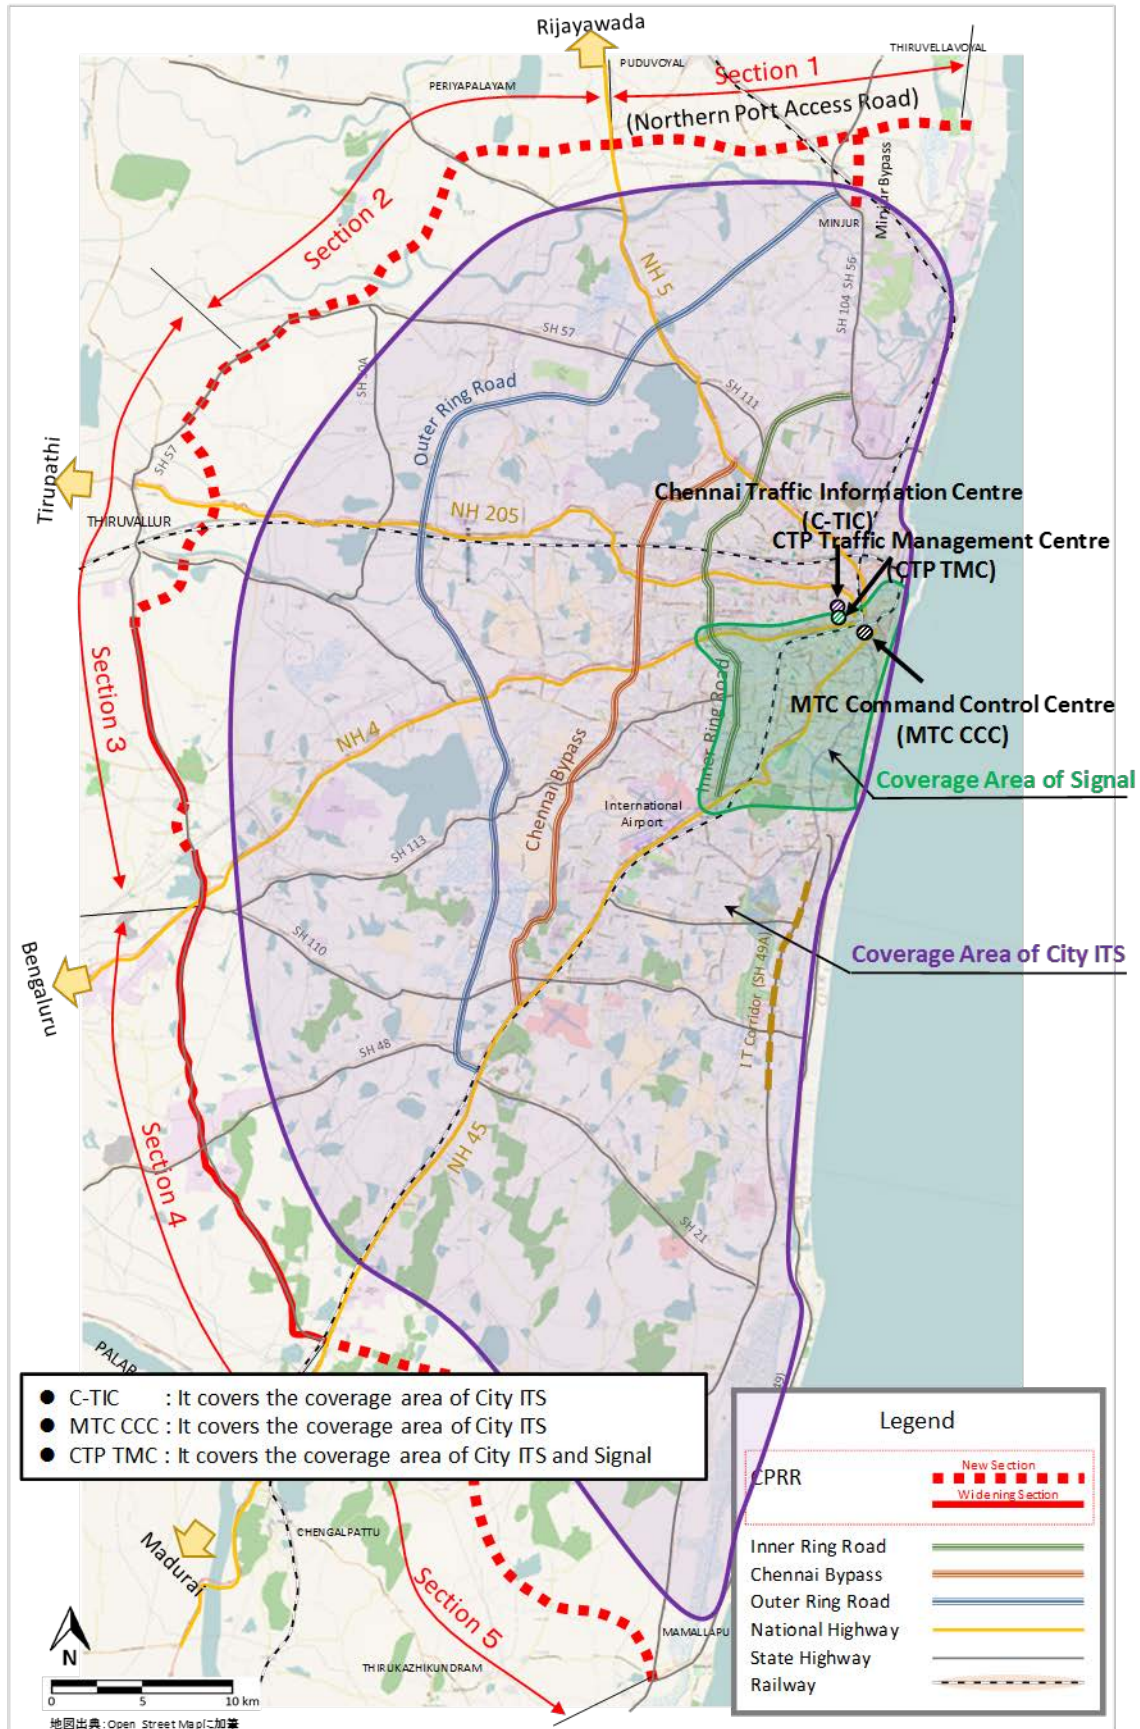 Rijayawada
PUDUVOYAL
THIRUVELLAVOYAL
Section 1
PERIYAPALAYAM
(Northern Port Access Road)
Minjur Bypass
Section 2
MINJUR
NH 5
SH 104 SH 56
SH 57
SH 50A
SH 111
Outer Ring Road
Tirupathi
SH 57
Chennai Traffic Information Centre
(C-TIC)
NH 205
THIRUVALLUR
CTP Traffic Management Centre
(CTP TMC)
Section 3
Inner Ring Road
MTC Command Control Centre
(MTC CCC)
NH 4
Chennai Bypass
Coverage Area of Signal
International
Airport
SH 113
SH 110
Bengaluru
Coverage Area of City ITS
I T Corridor (SH 49A)
SH 48
NH 45
Section 4
SH 21
PALAR
49)
● C-TIC : It covers the coverage area of City ITS
● MTC CCC : It covers the coverage area of City ITS
● CTP TMC : It covers the coverage area of City ITS and Signal
Legend
CPRR
New Section
Widening Section
Inner Ring Road
Chennai Bypass
Outer Ring Road
National Highway
State Highway
Railway
CHENGALPATTU
Madurai
Section 5
MAMALLAPU
THIRUKAZHIKUNDRAM
N
0 5 10 km
地図出典:Open Street Mapに加筆